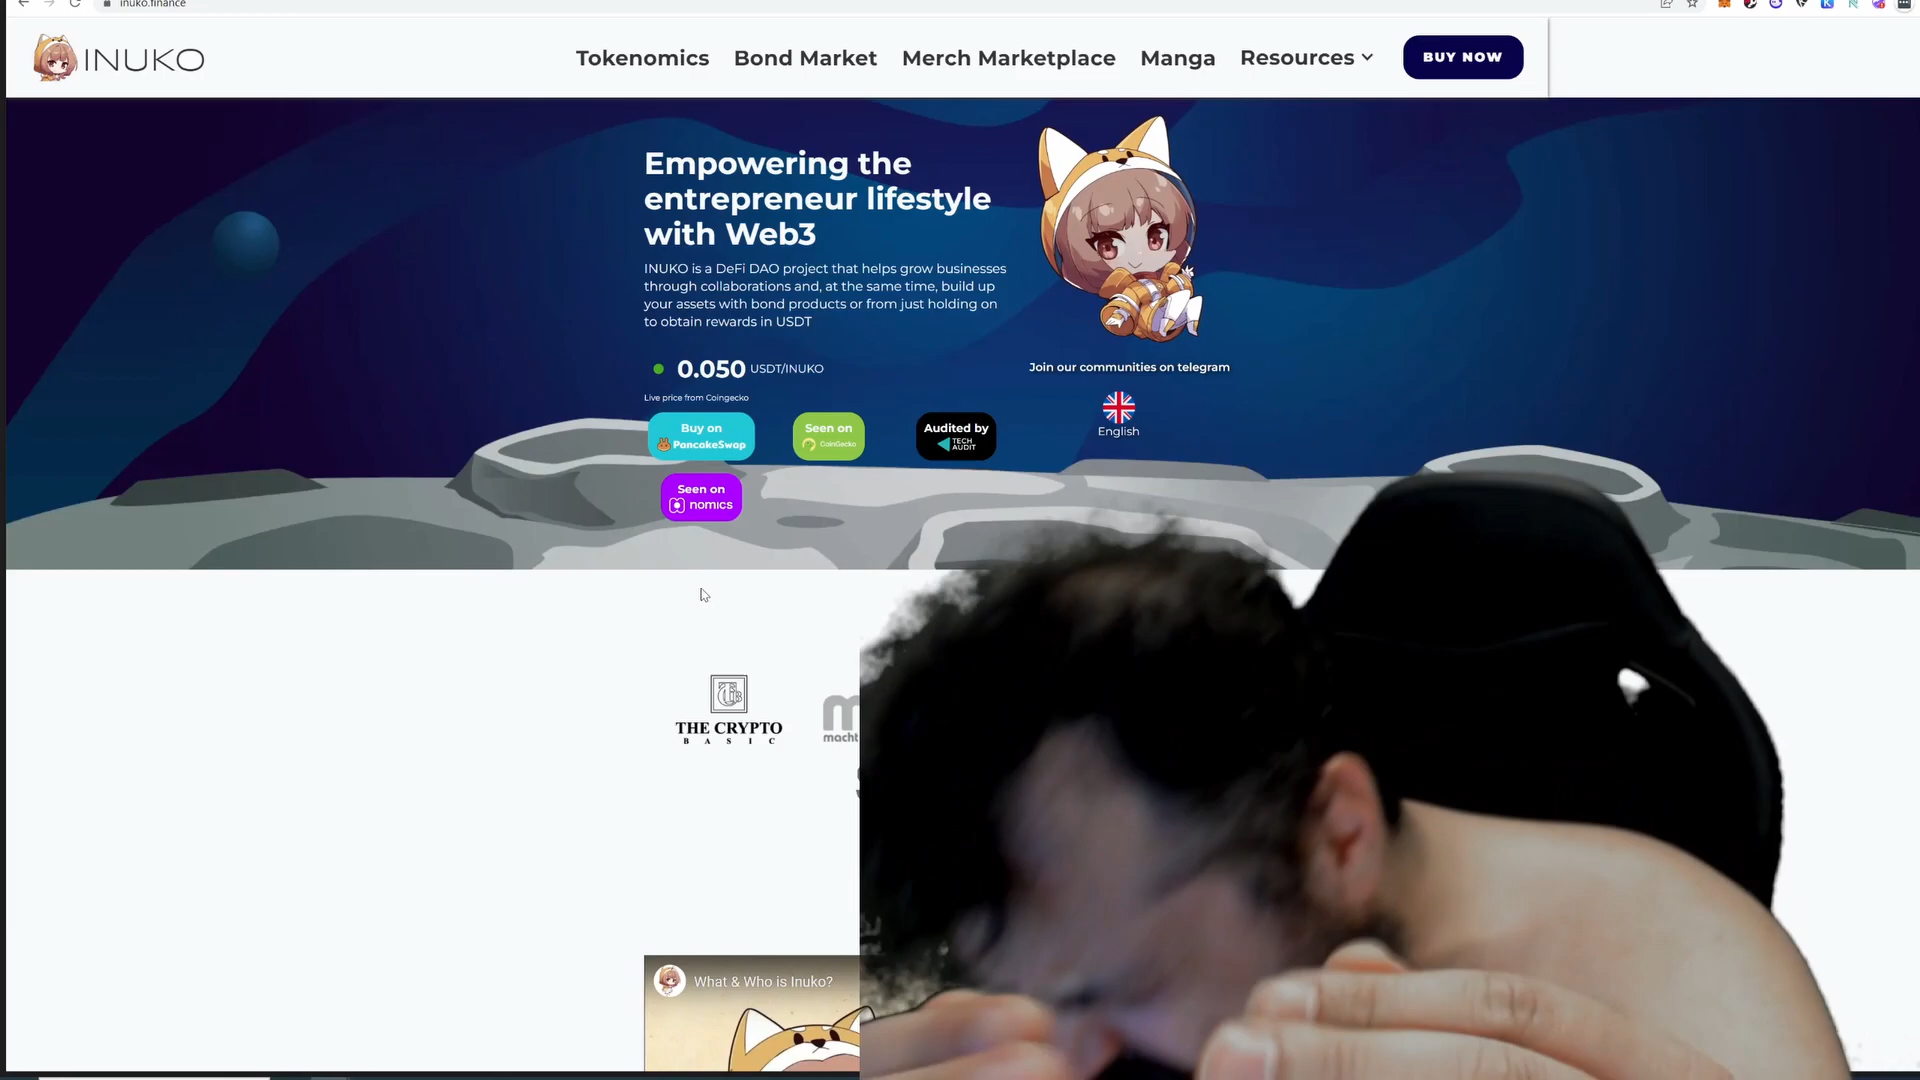 inuko.finance
INUKO
Tokenomics
Bond Market
Merch Marketplace
Manga
Resources
BUY NOW
Empowering the
entrepreneur lifestyle
with Web3
INUKO is a DeFi DAO project that helps grow businesses
through collaborations and, at the same time, build up
your assets with bond products or from just holding on
to obtain rewards in USDT
0.050 USDT/INUKO
Live price from Coingecko
Buy on
PancakeSwap
Seen on
CoinGecko
Audited by
TECH
AUDIT
Seen on
nomics
Join our communities on telegram
English
THE CRYPTO
BASIC
What & Who is Inuko?